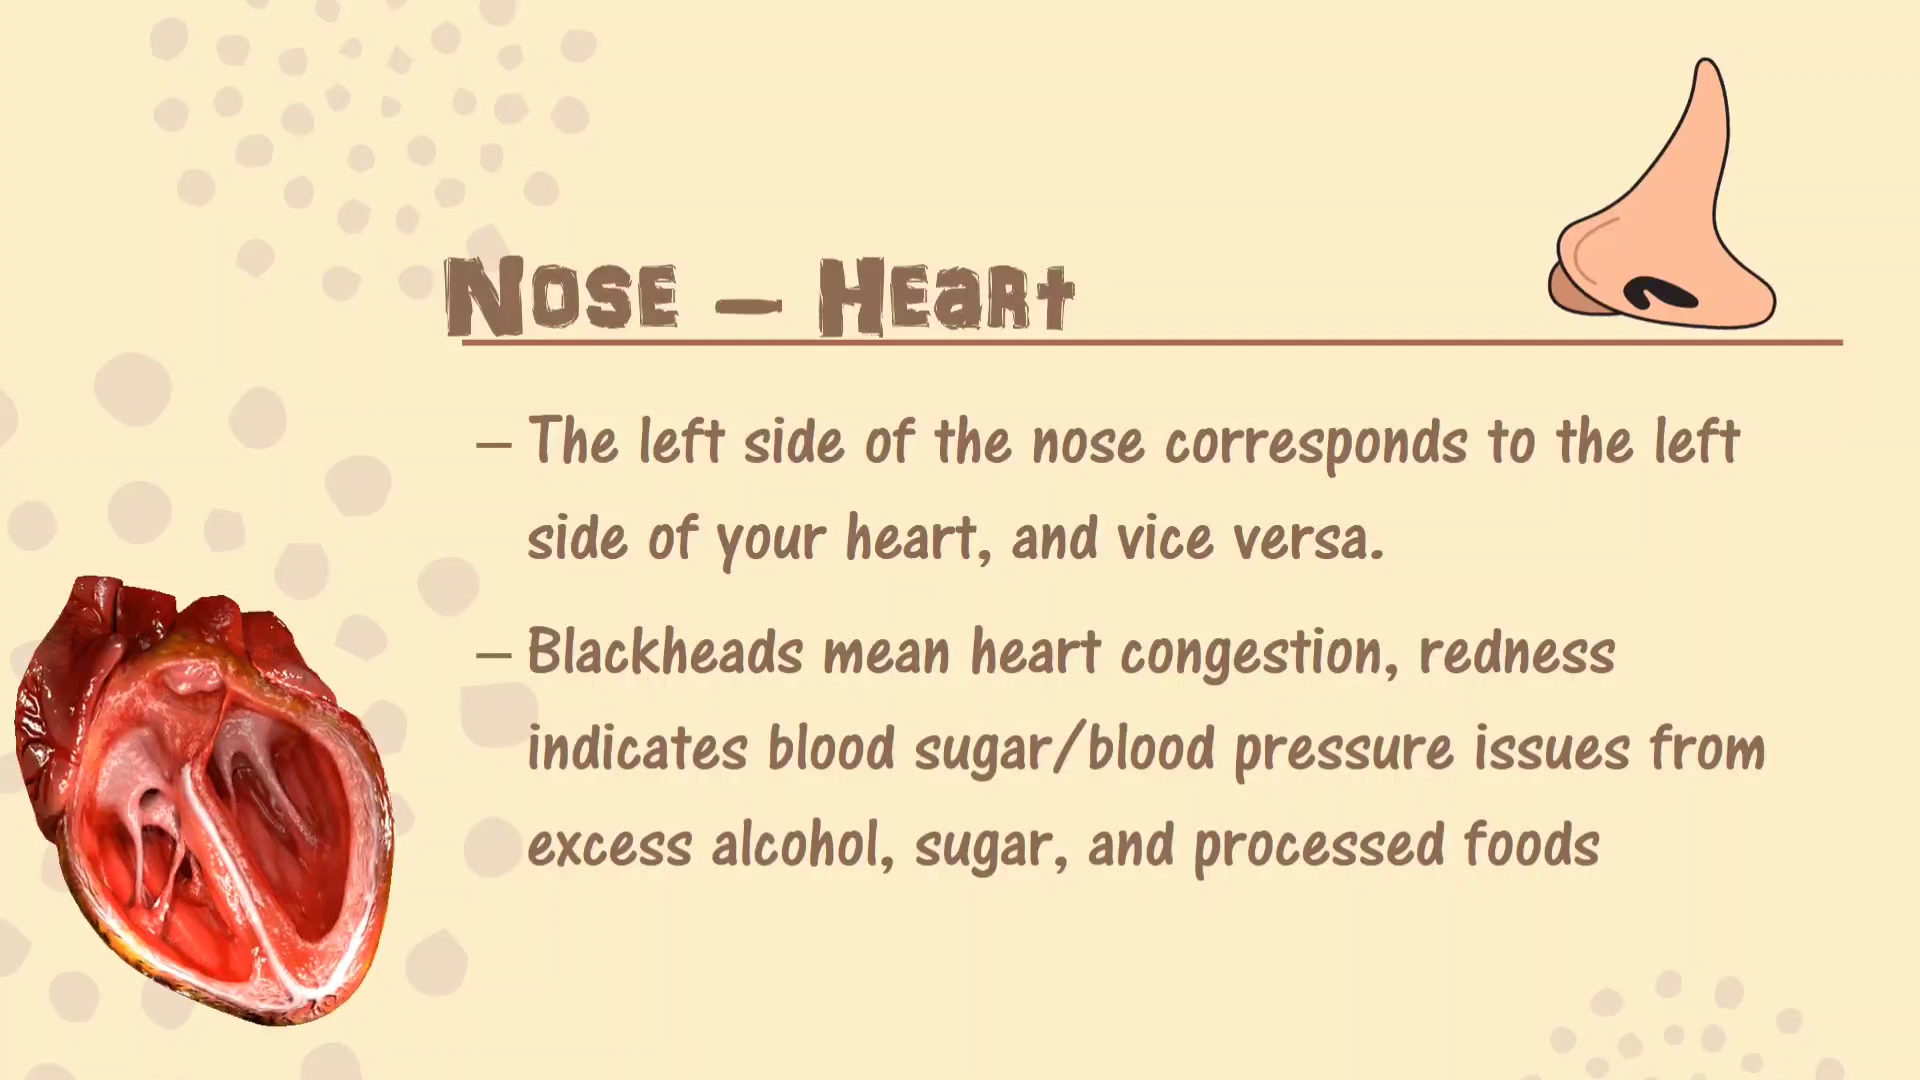 Nose – Heart
– The left side of the nose corresponds to the left
side of your heart, and vice versa.
– Blackheads mean heart congestion, redness
indicates blood sugar/blood pressure issues from
excess alcohol, sugar, and processed foods